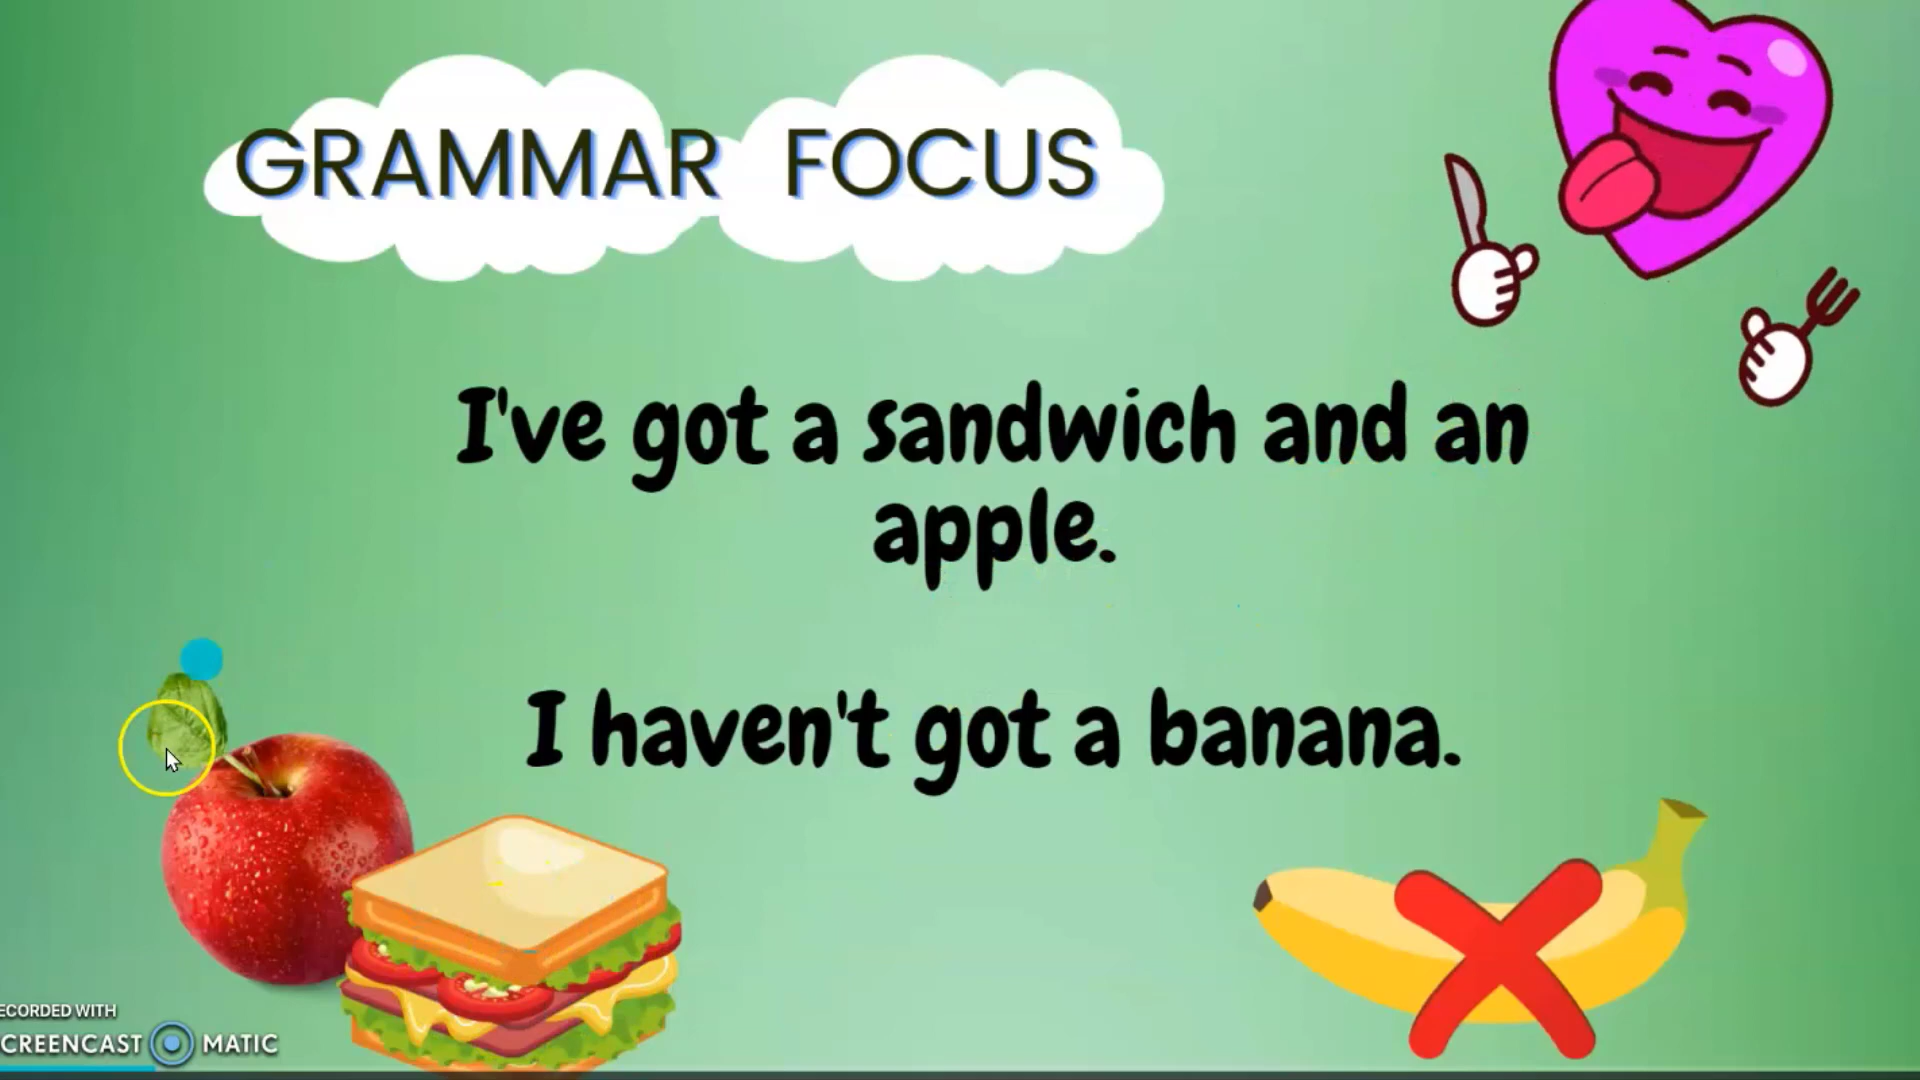 GRAMMAR FOCUS
I've got a sandwich and an
apple.
I haven't got a banana.
ECORDED WITH
CREENCAST MATIC